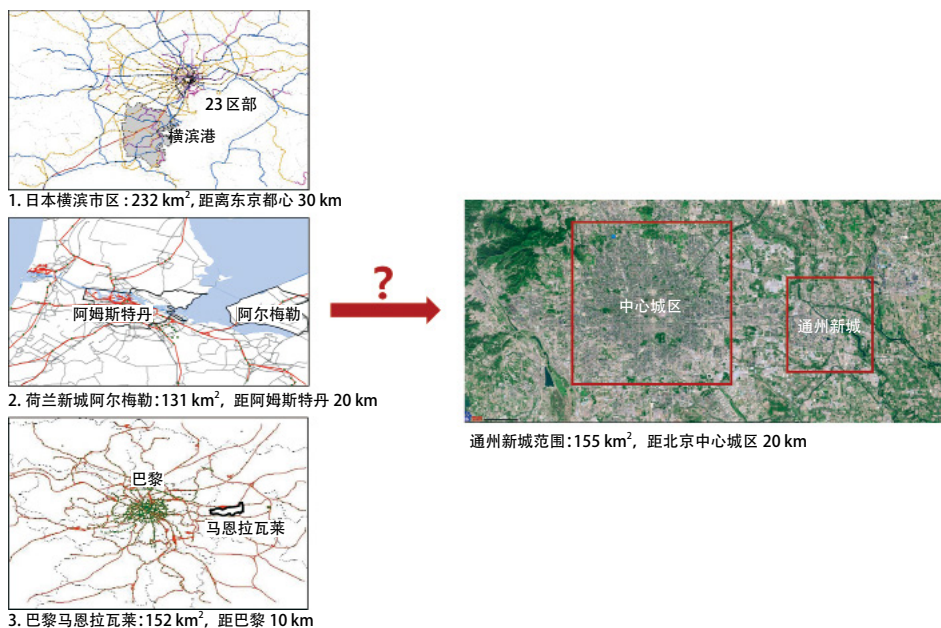 23区部
横滨港
1. 日本横滨市区：232 km², 距离东京都心 30 km
阿姆斯特丹
阿尔梅勒
2. 荷兰新城阿尔梅勒：131 km²，距阿姆斯特丹 20 km
巴黎
马恩拉瓦莱
3. 巴黎马恩拉瓦莱：152 km²，距巴黎 10 km
?
中心城区
通州新城
通州新城范围：155 km²，距北京中心城区 20 km